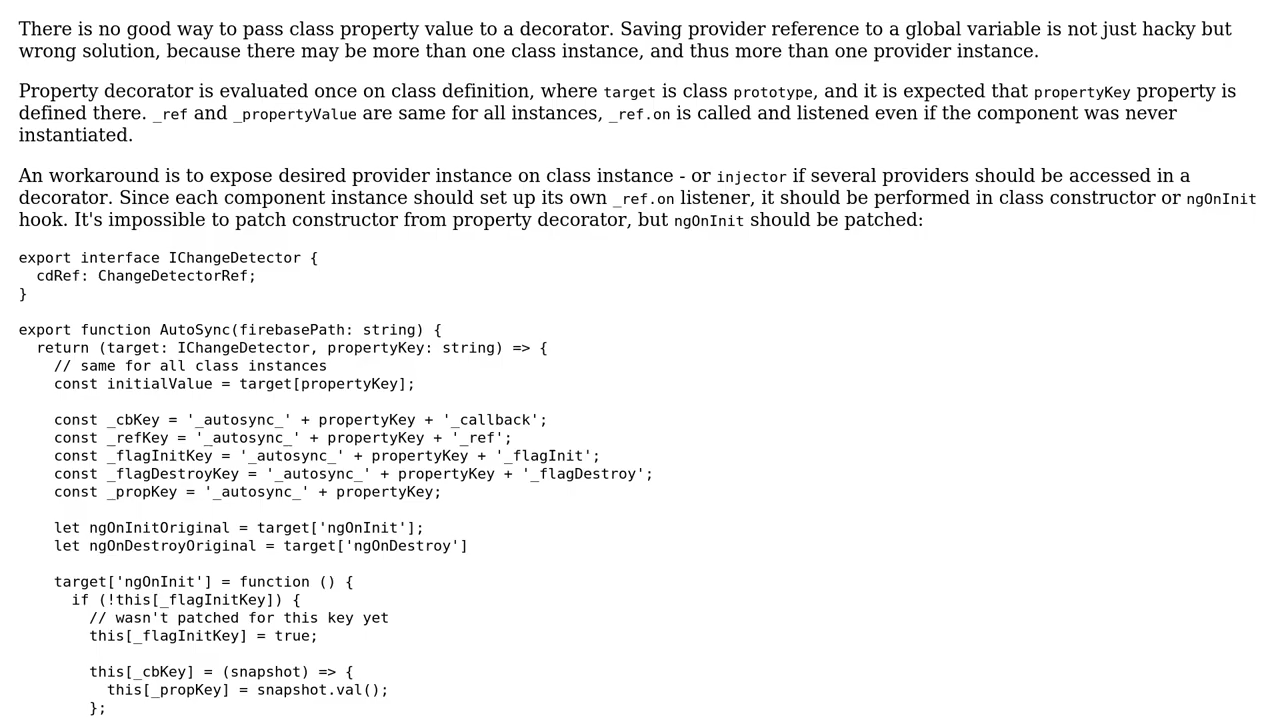 There is no good way to pass class property value to a decorator. Saving provider reference to a global variable is not just hacky but
wrong solution, because there may be more than one class instance, and thus more than one provider instance.
Property decorator is evaluated once on class definition, where target is class prototype, and it is expected that propertyKey property is
defined there. _ref and _propertyValue are same for all instances, _ref.on is called and listened even if the component was never
instantiated.
An workaround is to expose desired provider instance on class instance - or injector if several providers should be accessed in a
decorator. Since each component instance should set up its own _ref.on listener, it should be performed in class constructor or ngOnInit
hook. It's impossible to patch constructor from property decorator, but ngOnInit should be patched:
export interface IChangeDetector {
  cdRef: ChangeDetectorRef;
}
export function AutoSync(firebasePath: string) {
  return (target: IChangeDetector, propertyKey: string) => {
    // same for all class instances
    const initialValue = target[propertyKey];
    const _cbKey = '_autosync_' + propertyKey + '_callback';
    const _refKey = '_autosync_' + propertyKey + '_ref';
    const _flagInitKey = '_autosync_' + propertyKey + '_flagInit';
    const _flagDestroyKey = '_autosync_' + propertyKey + '_flagDestroy';
    const _propKey = '_autosync_' + propertyKey;
    let ngOnInitOriginal = target['ngOnInit'];
    let ngOnDestroyOriginal = target['ngOnDestroy']
    target['ngOnInit'] = function () {
      if (!this[_flagInitKey]) {
        // wasn't patched for this key yet
        this[_flagInitKey] = true;
        this[_cbKey] = (snapshot) => {
          this[_propKey] = snapshot.val();
        };